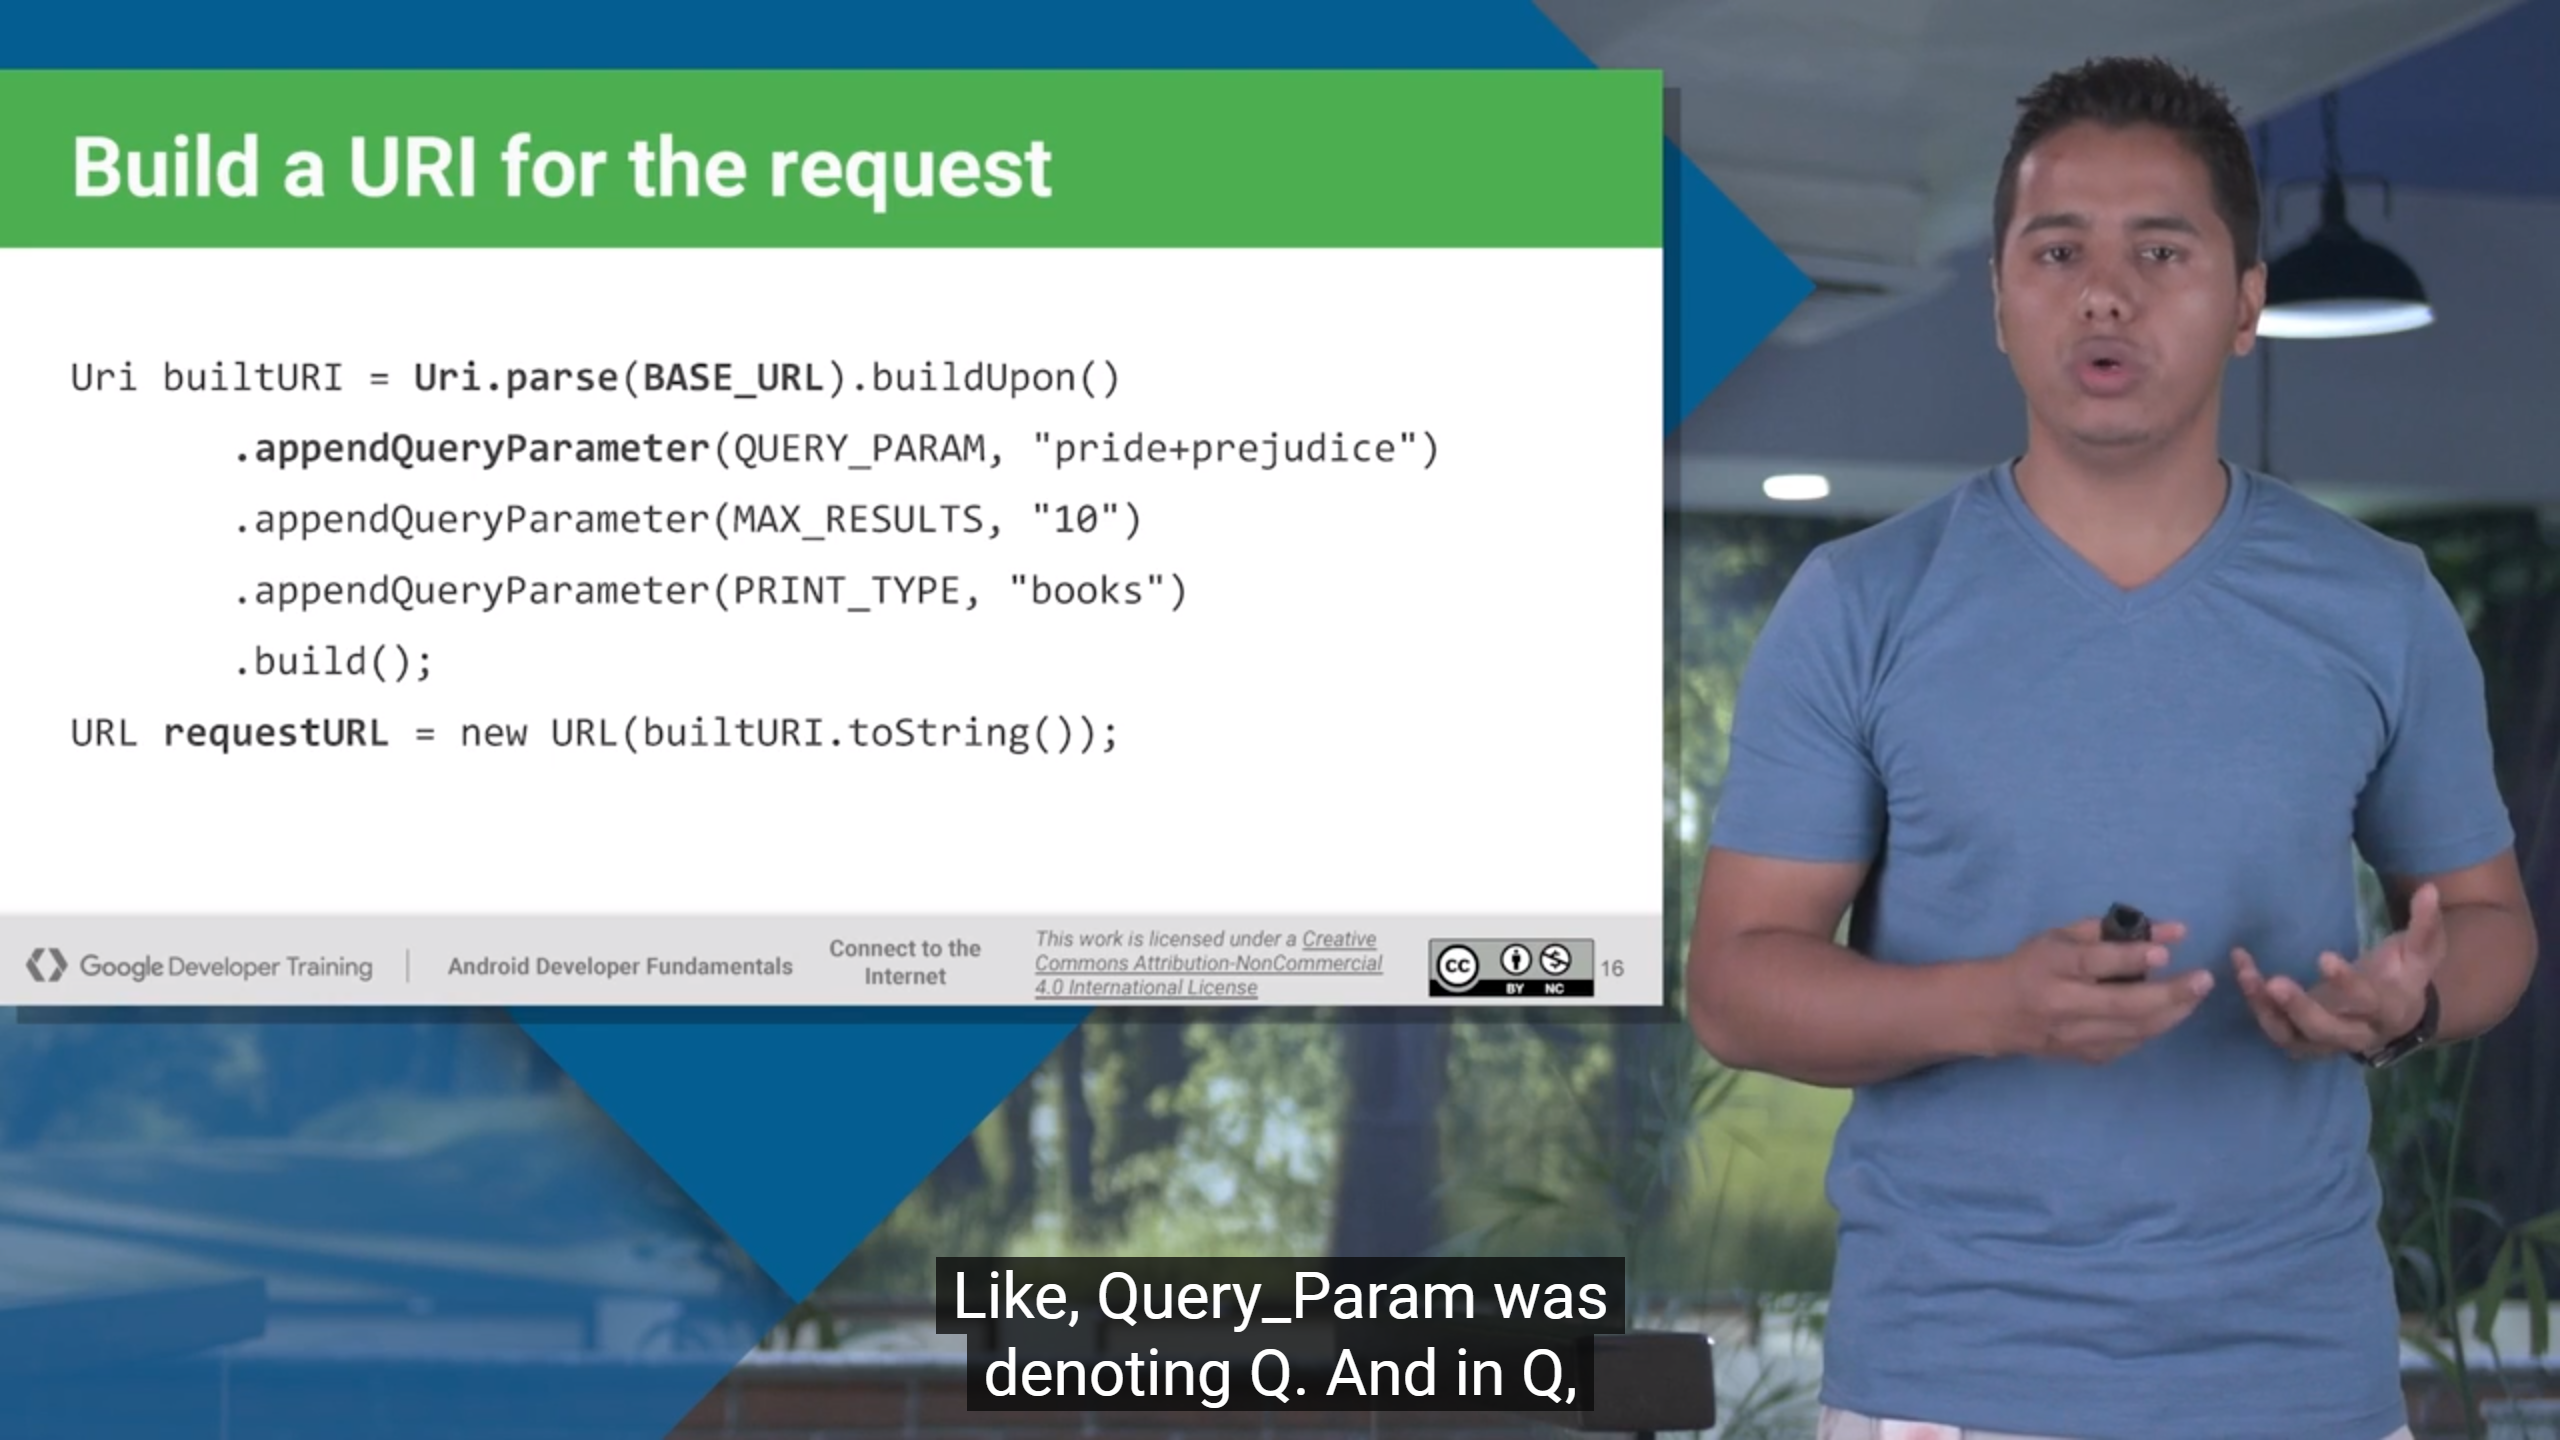 Build a URI for the request
Uri builtURI = Uri.parse(BASE_URL).buildUpon()
.appendQueryParameter(QUERY_PARAM, "pride+prejudice")
.appendQueryParameter(MAX_RESULTS, "10")
.appendQueryParameter(PRINT_TYPE, "books")
.build();
URL requestURL = new URL(builtURI.toString());
Google Developer Training
Android Developer Fundamentals
Connect to the
Internet
This work is licensed under a Creative
Commons Attribution-NonCommercial
4.0 International License
cc
BY NC
16
Like, Query_Param was
denoting Q. And in Q,